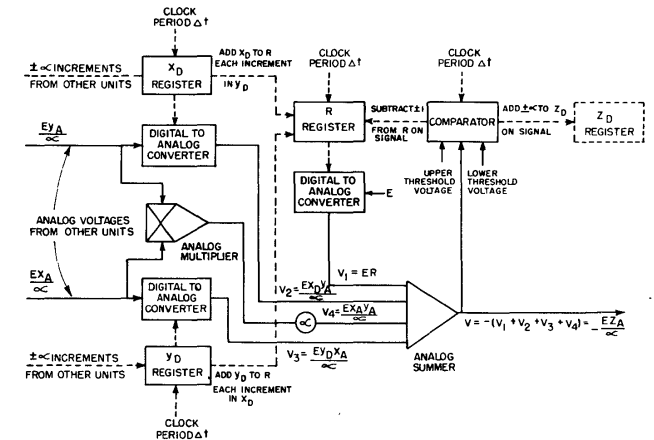 CLOCK
PERIOD Δt
± ∝ INCREMENTS
FROM OTHER UNITS
X_D
REGISTER
ADD X_D TO R
EACH INCREMENT
IN y_D
CLOCK
PERIOD Δt
R
REGISTER
SUBTRACT ±1
FROM R ON
SIGNAL
CLOCK
PERIOD Δt
COMPARATOR
ADD ±∝ TO Z_D
ON SIGNAL
Z_D
REGISTER
Ey_A
∝
DIGITAL TO
ANALOG
CONVERTER
DIGITAL TO
ANALOG
CONVERTER
E
UPPER
THRESHOLD
VOLTAGE
LOWER
THRESHOLD
VOLTAGE
ANALOG VOLTAGES
FROM OTHER UNITS
ANALOG
MULTIPLIER
EX_A
∝
DIGITAL TO
ANALOG
CONVERTER
V_1 = ER
V_2 = EX_D y_A
∝
V_4 = EX_A y_A
∝
∝
V_3 = Ey_D X_A
∝
ANALOG
SUMMER
V = -(V_1 + V_2 + V_3 + V_4) = - EZ_A
∝
± ∝ INCREMENTS
FROM OTHER UNITS
y_D
REGISTER
ADD y_D TO R
EACH INCREMENT
IN X_D
CLOCK
PERIOD Δt